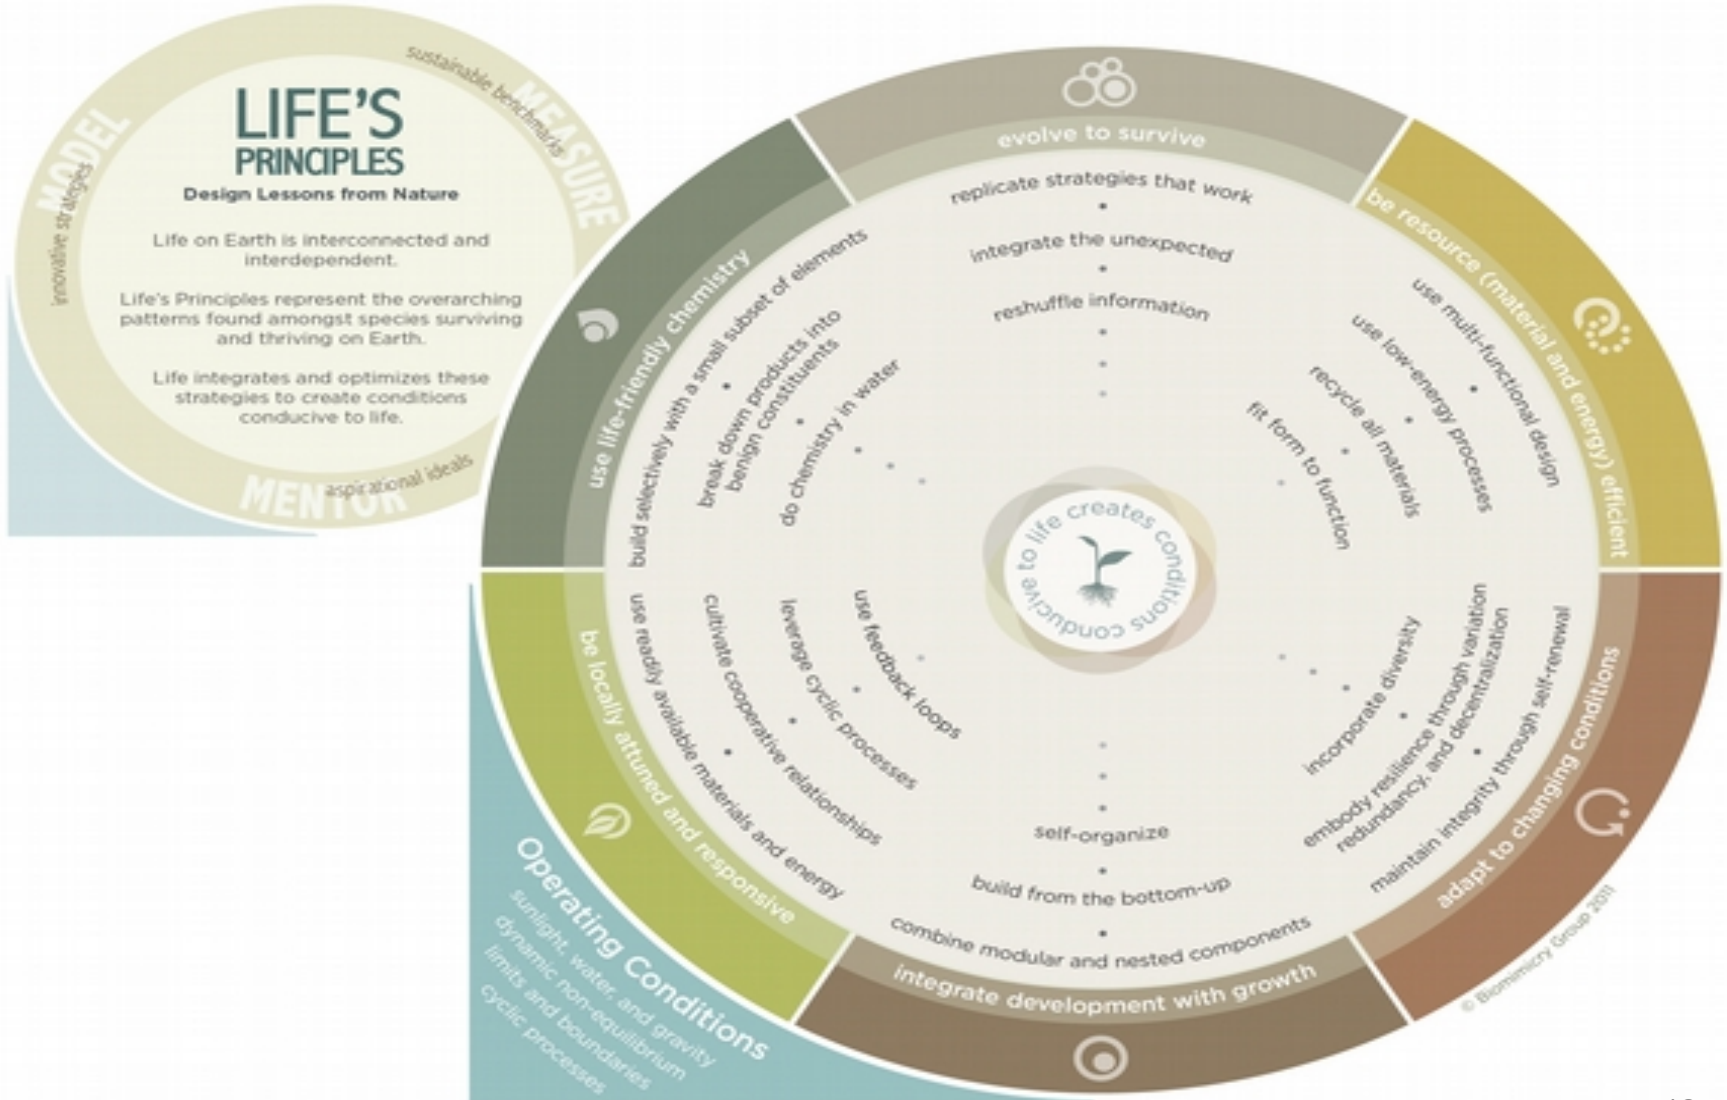 MODEL
innovative strategies
MEASURE
sustainable benchmarks
MENTOR
aspirational ideals
LIFE'S
PRINCIPLES
Design Lessons from Nature
Life on Earth is interconnected and
interdependent.
Life's Principles represent the overarching
patterns found amongst species surviving
and thriving on Earth.
Life integrates and optimizes these
strategies to create conditions
conducive to life.
evolve to survive
replicate strategies that work
integrate the unexpected
reshuffle information
be resource (material and energy) efficient
use multi-functional design
use low-energy processes
recycle all materials
fit form to function
adapt to changing conditions
maintain integrity through self-renewal
embody resilience through variation
redundancy, and decentralization
incorporate diversity
integrate development with growth
combine modular and nested components
build from the bottom-up
self-organize
be locally attuned and responsive
use readily available materials and energy
cultivate cooperative relationships
leverage cyclic processes
use feedback loops
use life-friendly chemistry
build selectively with a small subset of elements
break down products into
benign constituents
do chemistry in water
life creates conditions conducive to
Operating Conditions
sunlight, water, and gravity
dynamic non-equilibrium
limits and boundaries
cyclic processes
© Biomimicry Group 2011